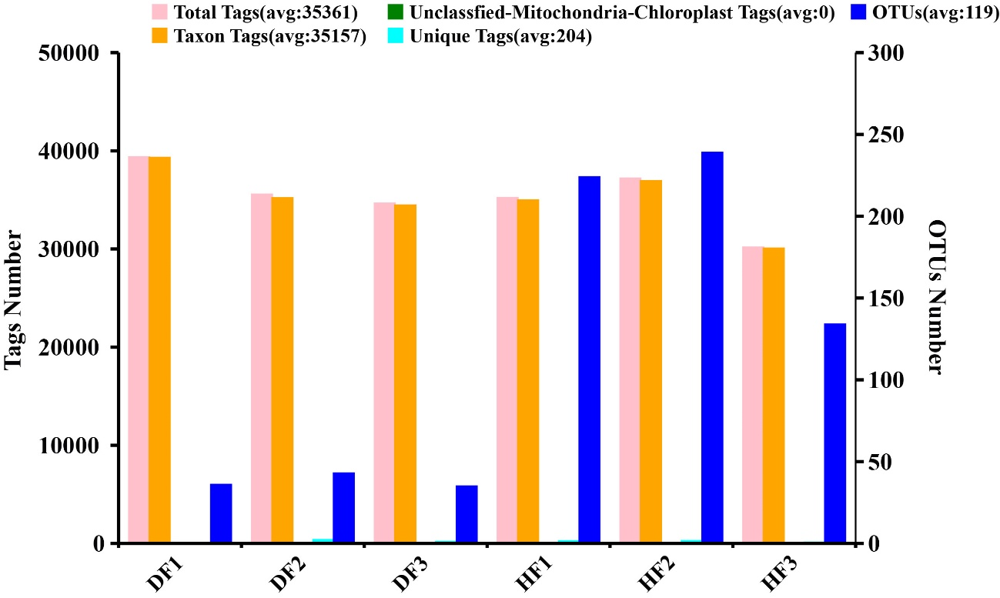 Total Tags(avg:35361) Unclassfied-Mitochondria-Chloroplast Tags(avg:0) OTUs(avg:119)
Taxon Tags(avg:35157) Unique Tags(avg:204)
50000
40000
30000
20000
10000
0
Tags Number
300
250
200
150
100
50
0
OTUs Number
DF1 DF2 DF3 HF1 HF2 HF3